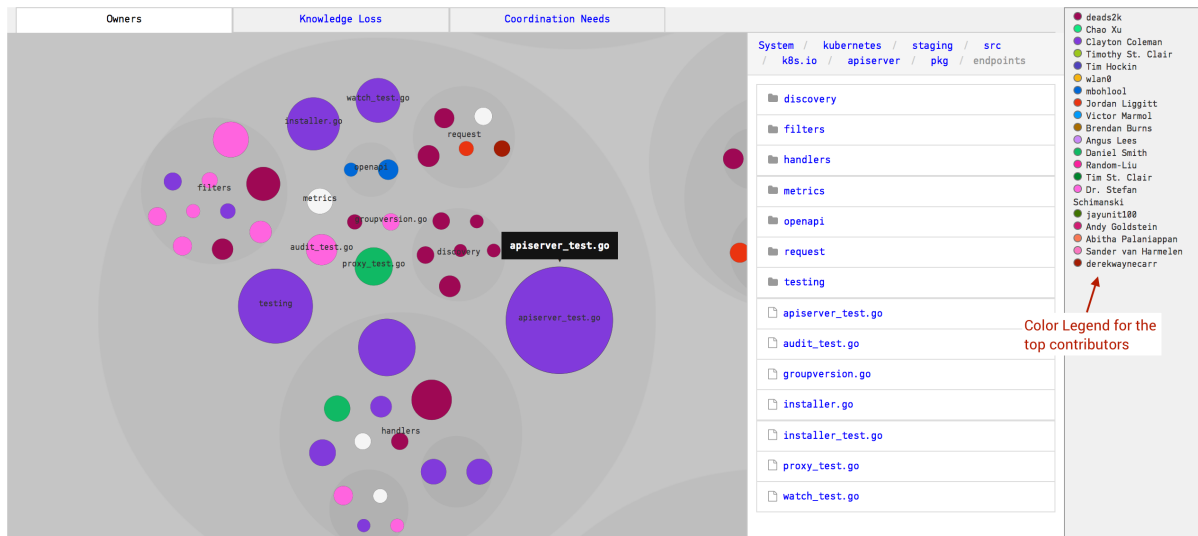 Owners
Knowledge Loss
Coordination Needs
watch_test.go
installer.go
request
openapi
filters
metrics
groupversion.go
audit_test.go
discovery
proxy_test.go
apiserver_test.go
testing
apiserver_test.go
handlers
System / kubernetes / staging / src
/ k8s.io / apiserver / pkg / endpoints
discovery
filters
handlers
metrics
openapi
request
testing
apiserver_test.go
audit_test.go
groupversion.go
installer.go
installer_test.go
proxy_test.go
watch_test.go
deads2k
Chao Xu
Clayton Coleman
Timothy St. Clair
Tim Hockin
wlan0
mbohlool
Jordan Liggitt
Victor Marmol
Brendan Burns
Angus Lees
Daniel Smith
Random-Liu
Tim St. Clair
Dr. Stefan
Schimanski
jayunit100
Andy Goldstein
Abitha Palaniappan
Sander van Harmelen
derekwaynecarr
Color Legend for the
top contributors